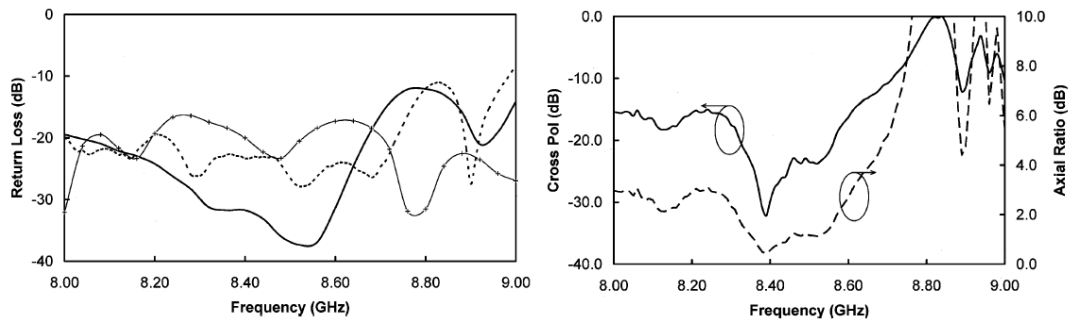 0
-10
-20
-30
-40
Return Loss (dB)
8.00 8.20 8.40 8.60 8.80 9.00
Frequency (GHz)
0.0
-10.0
-20.0
-30.0
-40.0
Cross Pol (dB)
10.0
8.0
6.0
4.0
2.0
0.0
Axial Ratio (dB)
8.00 8.20 8.40 8.60 8.80 9.00
Frequency (GHz)